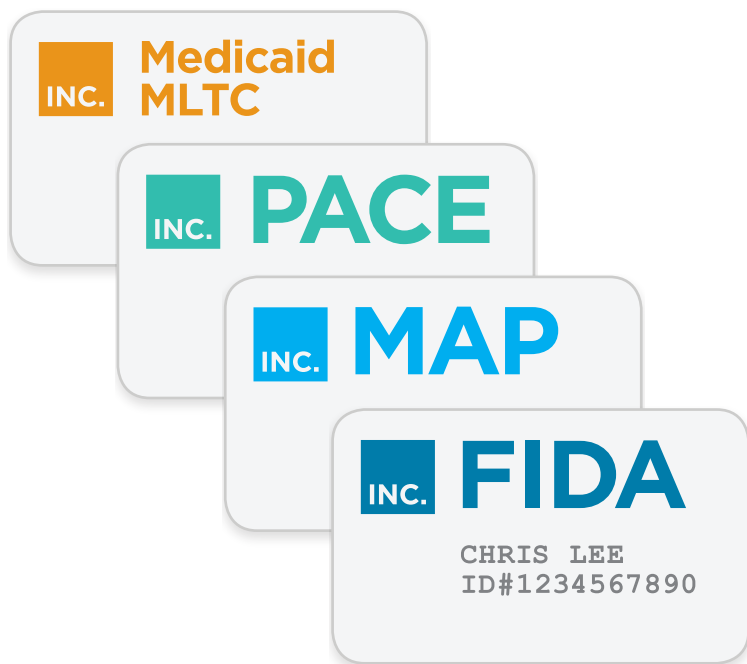 INC. Medicaid
MLTC
INC. PACE
INC. MAP
INC. FIDA
CHRIS LEE
ID#1234567890